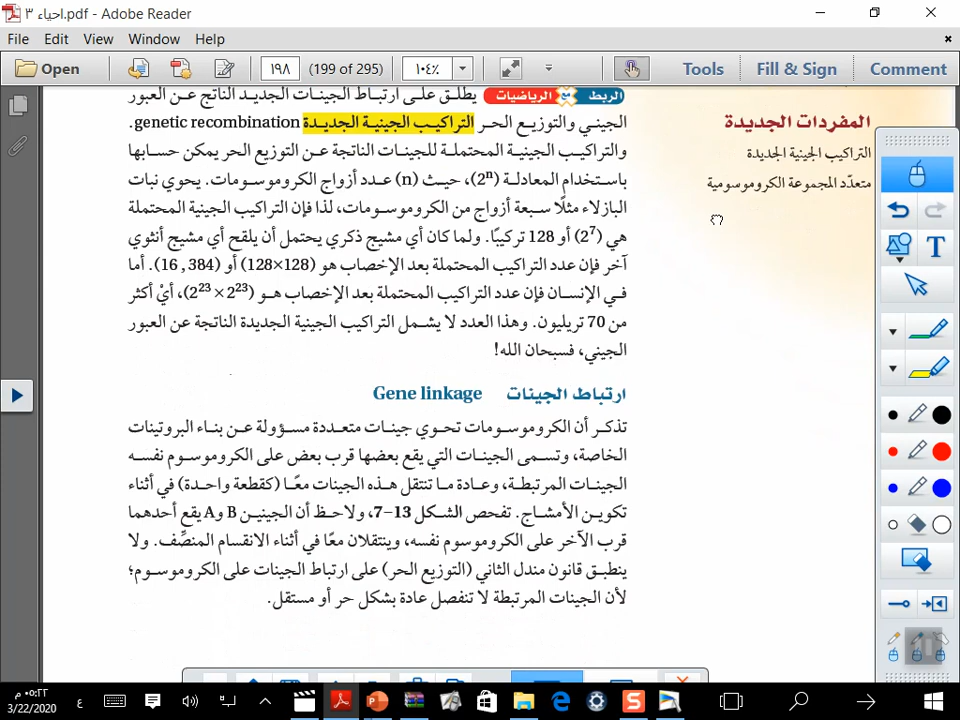 احياء ٣.pdf - Adobe Reader
File Edit View Window Help
Open ١٩٨ (199 of 295) ١٠٤٪ Tools Fill & Sign Comment
الربط مع الرياضيات يطلق على ارتباط الجينات الجديد الناتج عن العبور
الجيني والتوزيع الحر التراكيب الجينية الجديدة genetic recombination.
والتراكيب الجينية المحتملة للجينات الناتجة عن التوزيع الحر يمكن حسابها
باستخدام المعادلة (2ⁿ)، حيث (n) عدد أزواج الكروموسومات. يحوي نبات
البازلاء مثلًا سبعة أزواج من الكروموسومات، لذا فإن التراكيب الجينية المحتملة
هي (2⁷) أو 128 تركيبًا. ولما كان أي مشيج ذكري يحتمل أن يلقح أي مشيج أنثوي
آخر فإن عدد التراكيب المحتملة بعد الإخصاب هو (128×128) أو (16,384). أما
في الإنسان فإن عدد التراكيب المحتملة بعد الإخصاب هو (2²³×2²³)، أيْ أكثر
من 70 تريليون. وهذا العدد لا يشمل التراكيب الجينية الجديدة الناتجة عن العبور
الجيني، فسبحان الله!
ارتباط الجينات Gene linkage
تذكر أن الكروموسومات تحوي جينات متعددة مسؤولة عن بناء البروتينات
الخاصة، وتسمى الجينات التي يقع بعضها قرب بعض على الكروموسوم نفسه
الجينات المرتبطة، وعادة ما تنتقل هذه الجينات معًا (كقطعة واحدة) في أثناء
تكوين الأمشاج. تفحص الشكل 13-7، ولاحظ أن الجينين B وA يقع أحدهما
قرب الآخر على الكروموسوم نفسه، وينتقلان معًا في أثناء الانقسام المنصِّف. ولا
ينطبق قانون مندل الثاني (التوزيع الحر) على ارتباط الجينات على الكروموسوم؛
لأن الجينات المرتبطة لا تنفصل عادة بشكل حر أو مستقل.
المفردات الجديدة
التراكيب الجينية الجديدة
متعدّد المجموعة الكروموسومية
T
٠٥:٢٢ م
3/22/2020
ع